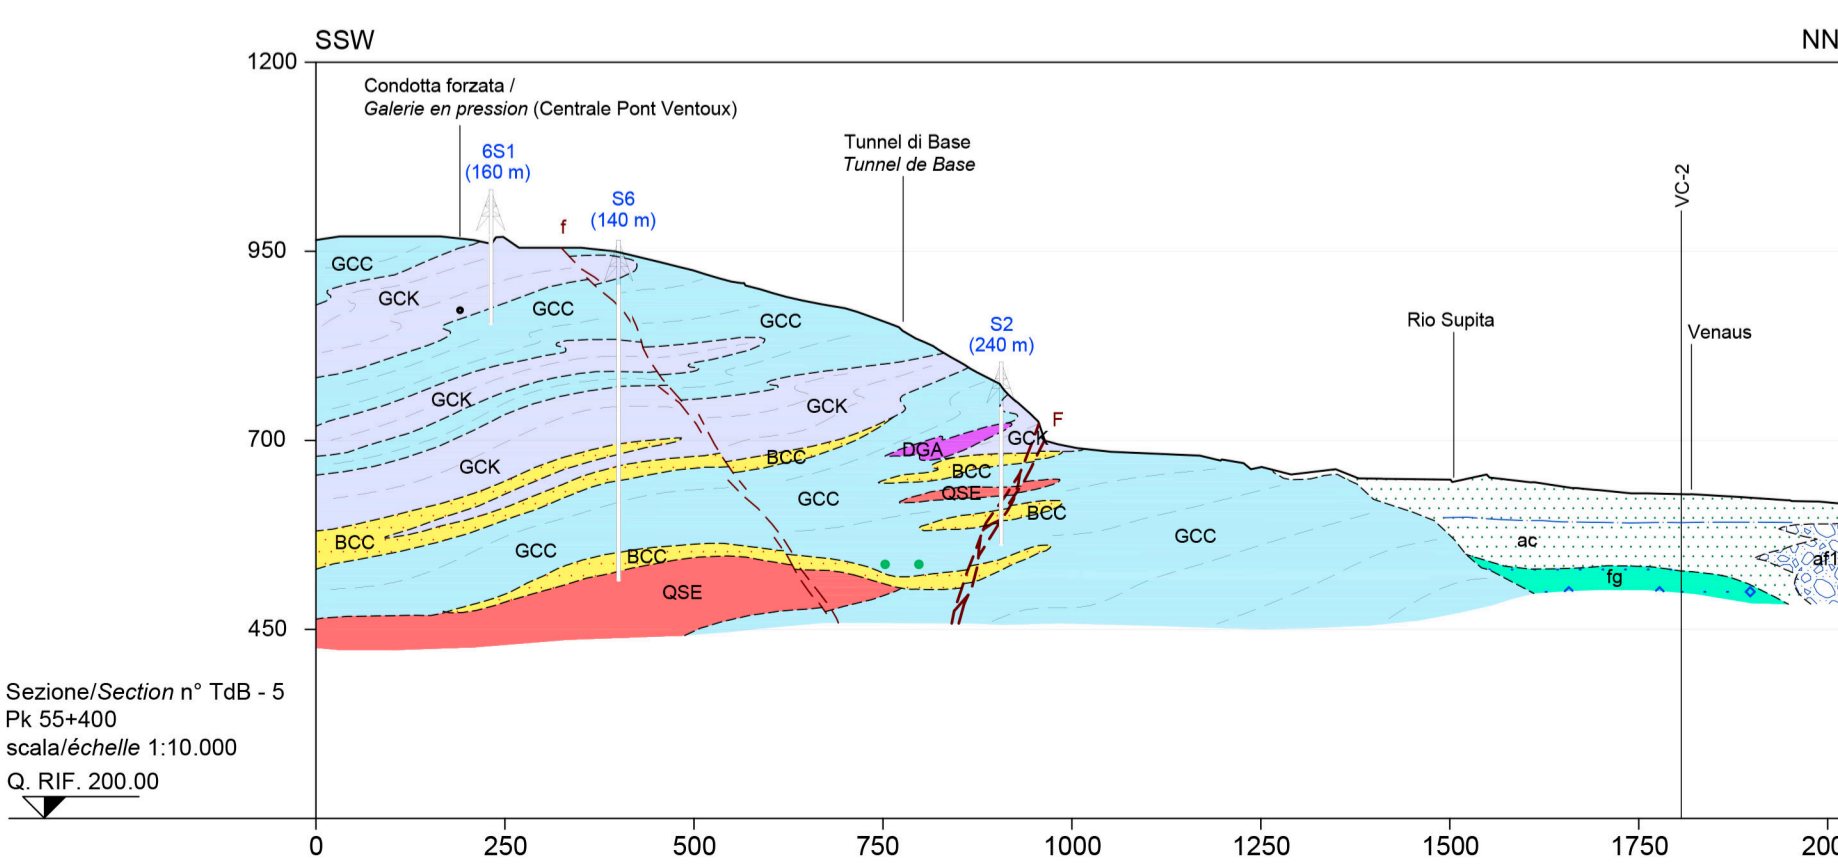 SSW
NN
1200
Condotta forzata /
Galerie en pression (Centrale Pont Ventoux)
Tunnel di Base
Tunnel de Base
6S1
(160 m)
S6
(140 m)
f
VC-2
950
GCC
GCK
GCC
GCC
S2
(240 m)
Rio Supita
Venaus
GCK
GCK
F
700
GCK
DGA
GCK
BCC
BCC
QSE
GCC
BCC
BCC
GCC
BCC
GCC
ac
af1
QSE
fg
450
Sezione/Section n° TdB - 5
Pk 55+400
scala/échelle 1:10.000
Q. RIF. 200.00
0 250 500 750 1000 1250 1500 1750 200